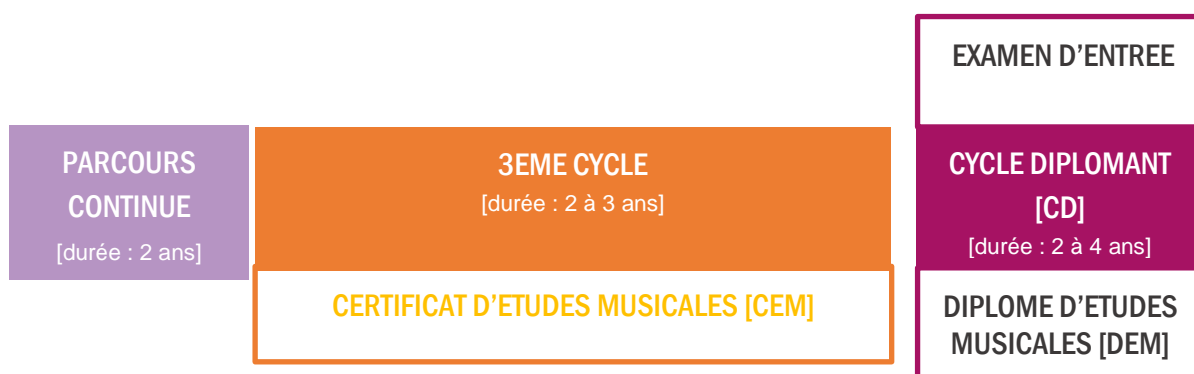 EXAMEN D'ENTREE
PARCOURS
CONTINUE
[durée : 2 ans]
3EME CYCLE
[durée : 2 à 3 ans]
CYCLE DIPLOMANT
[CD]
[durée : 2 à 4 ans]
CERTIFICAT D'ETUDES MUSICALES [CEM]
DIPLOME D'ETUDES
MUSICALES [DEM]